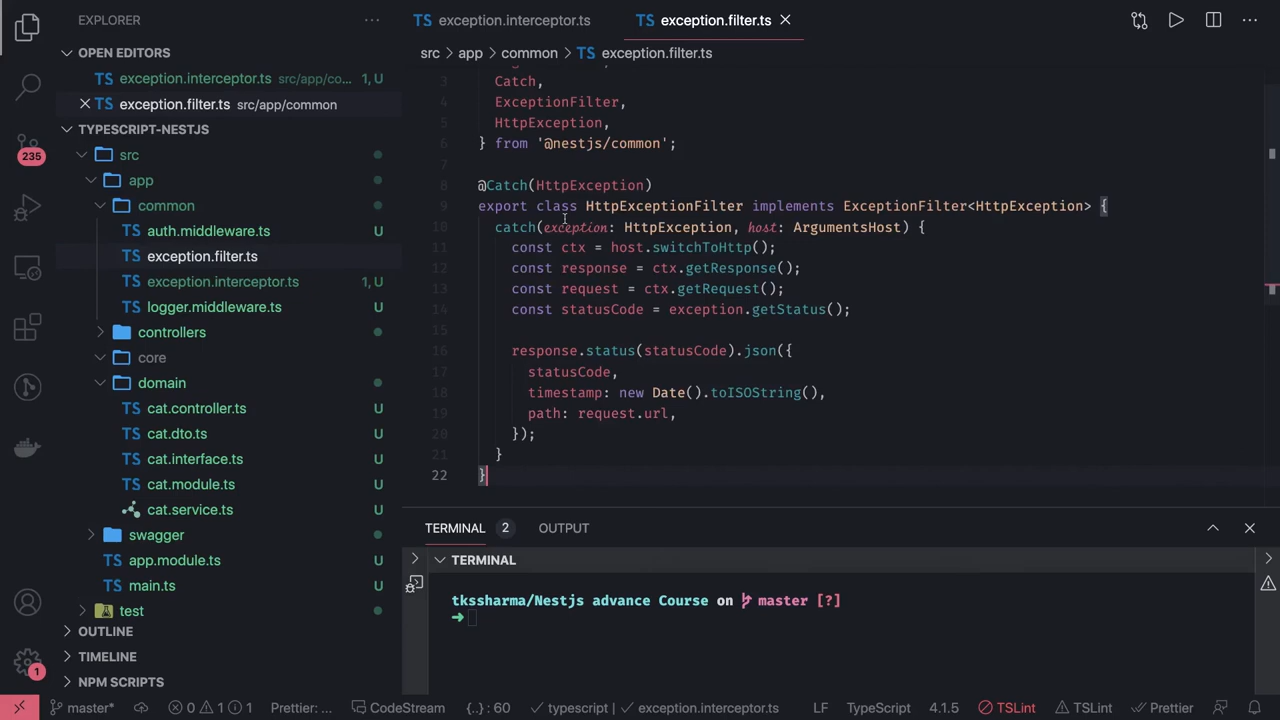 EXPLORER
OPEN EDITORS
TS exception.interceptor.ts src/app/co... 1, U
TS exception.filter.ts src/app/common
TYPESCRIPT-NESTJS
src
app
common
TS auth.middleware.ts U
TS exception.filter.ts U
TS exception.interceptor.ts 1, U
TS logger.middleware.ts U
controllers
core
domain
TS cat.controller.ts U
TS cat.dto.ts U
TS cat.interface.ts U
TS cat.module.ts U
cat.service.ts U
swagger
TS app.module.ts U
TS main.ts U
test
OUTLINE
TIMELINE
NPM SCRIPTS
235
1
TS exception.interceptor.ts
TS exception.filter.ts
src > app > common > TS exception.filter.ts
3 Catch,
4 ExceptionFilter,
5 HttpException,
6 } from '@nestjs/common';
7
8 @Catch(HttpException)
9 export class HttpExceptionFilter implements ExceptionFilter<HttpException> {
10 catch(exception: HttpException, host: ArgumentsHost) {
11 const ctx = host.switchToHttp();
12 const response = ctx.getResponse();
13 const request = ctx.getRequest();
14 const statusCode = exception.getStatus();
15
16 response.status(statusCode).json({
17 statusCode,
18 timestamp: new Date().toISOString(),
19 path: request.url,
20 });
21 }
22 }
TERMINAL 2 OUTPUT
TERMINAL
tkssharma/Nestjs advance Course on master [?]
➜
master* 0 1 1 Prettier: ... CodeStream {..} : 60 typescript | exception.interceptor.ts LF TypeScript 4.1.5 TSLint TSLint Prettier